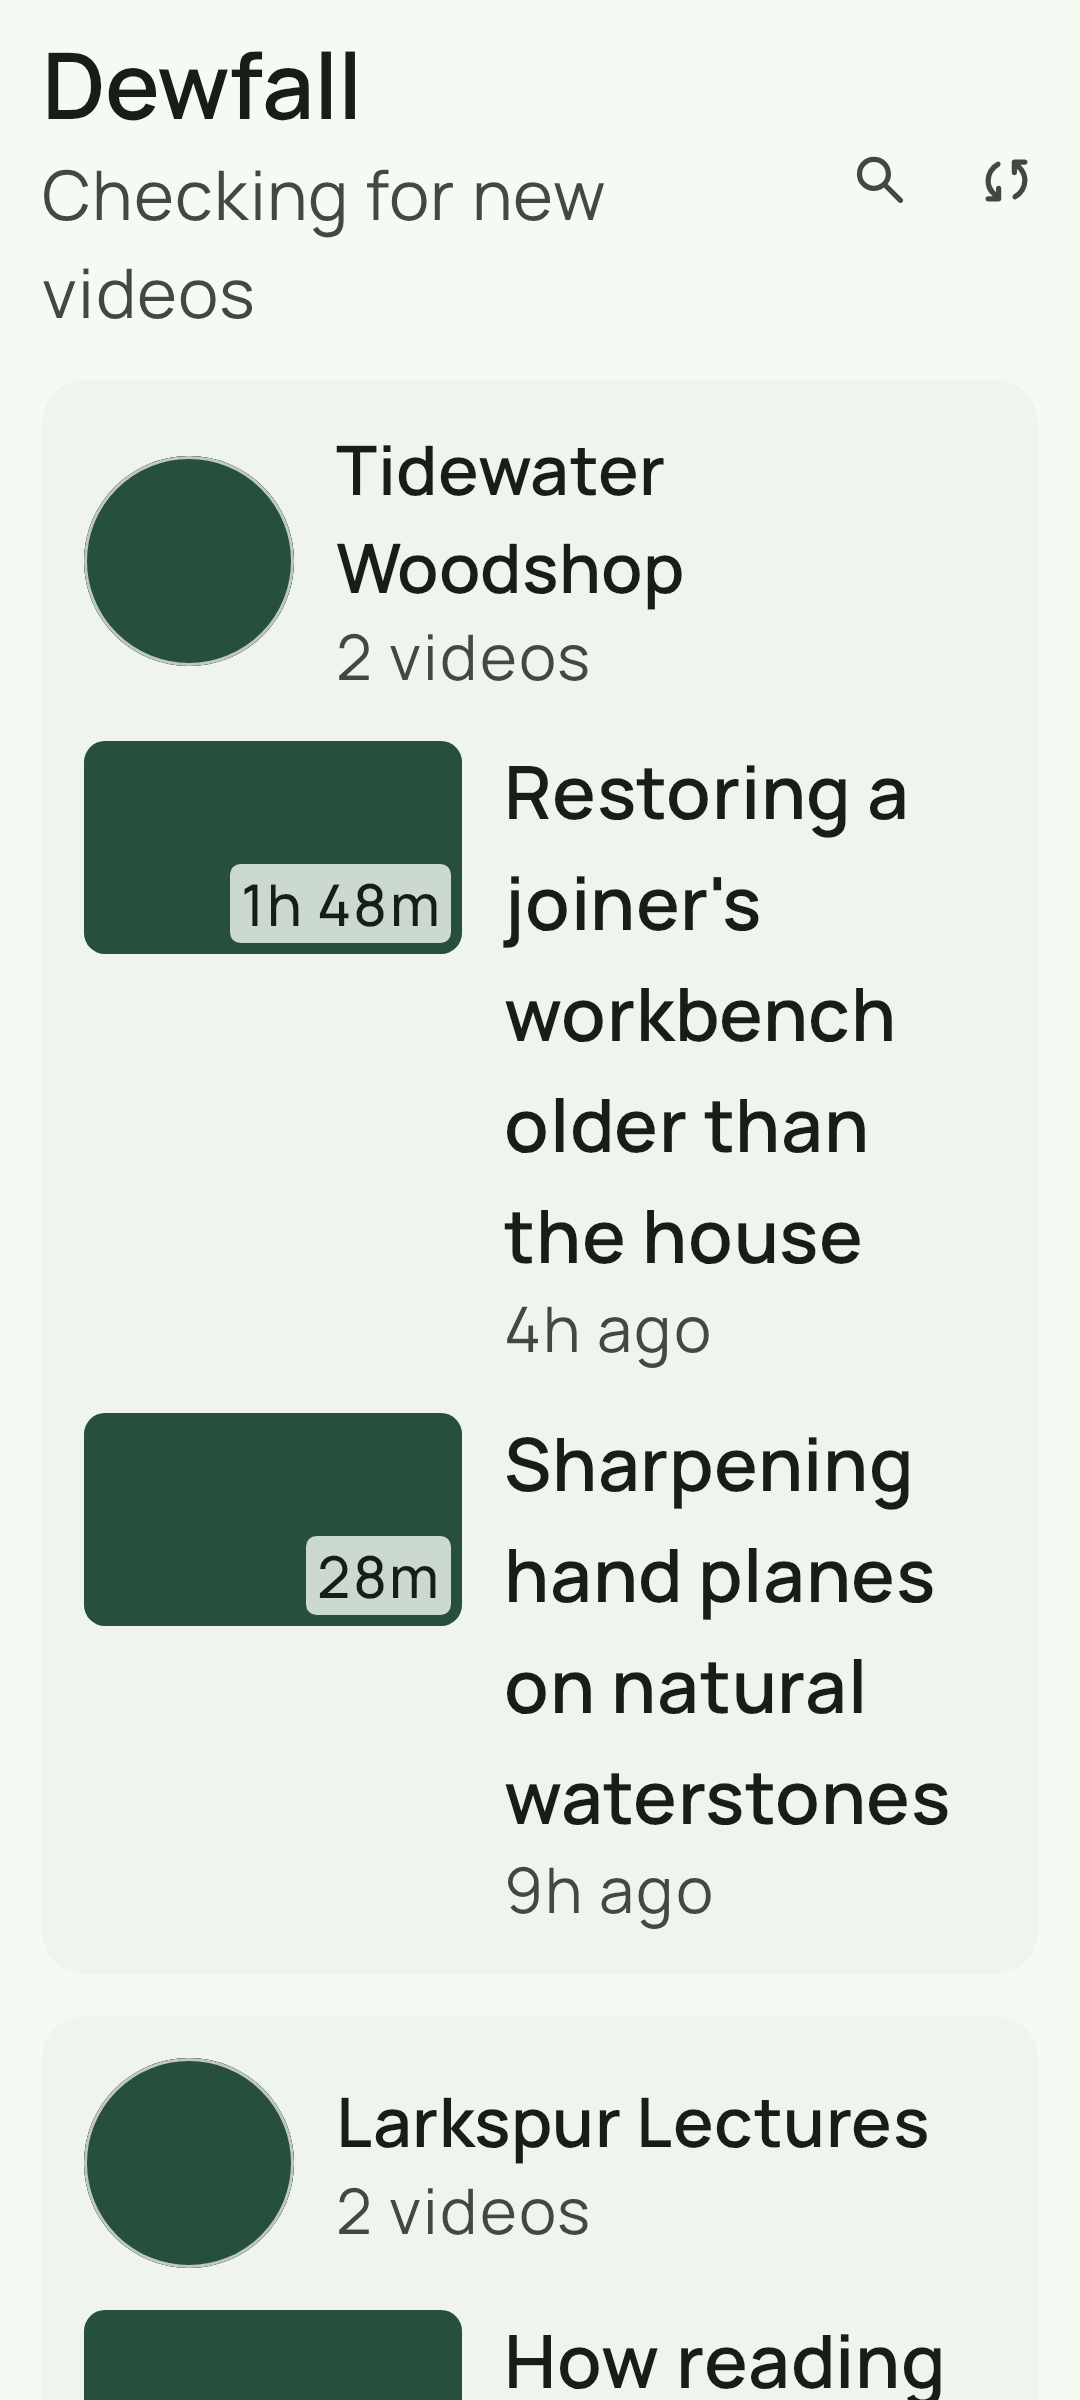 Dewfall
Checking for new
videos
Tidewater
Woodshop
2 videos
1h 48m
Restoring a
joiner's
workbench
older than
the house
4h ago
28m
Sharpening
hand planes
on natural
waterstones
9h ago
Larkspur Lectures
2 videos
How reading